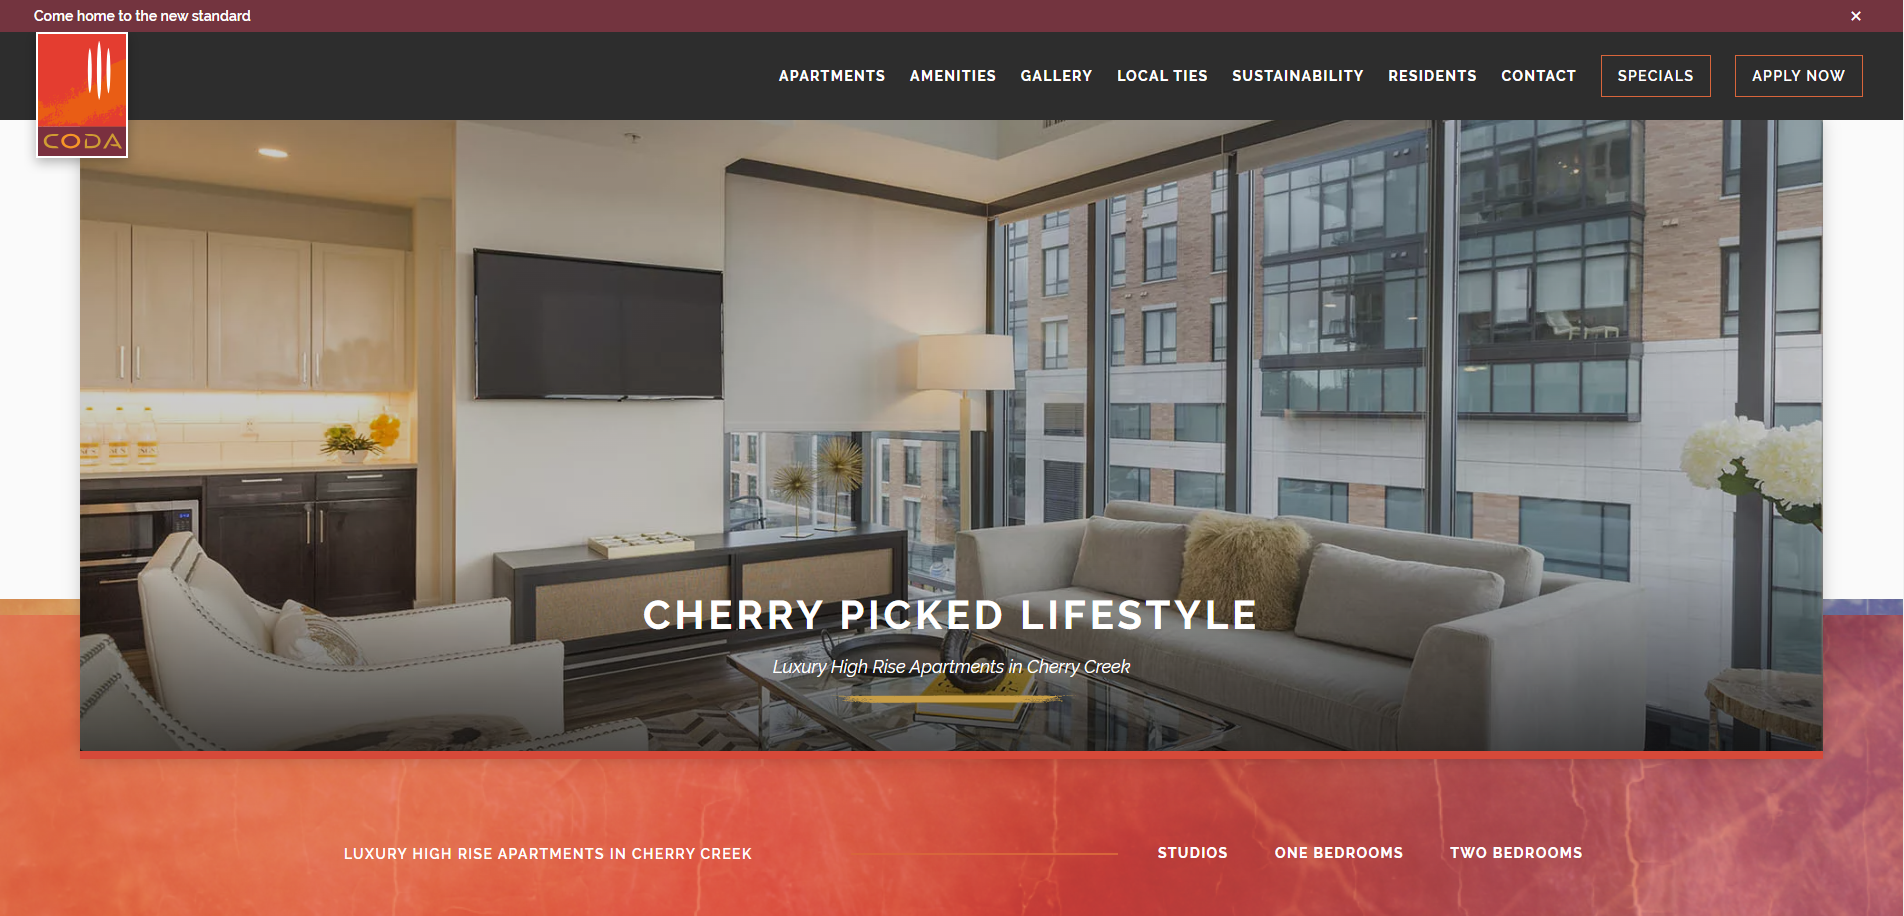 Come home to the new standard
×
CODA
APARTMENTS AMENITIES GALLERY LOCAL TIES SUSTAINABILITY RESIDENTS CONTACT SPECIALS APPLY NOW
CHERRY PICKED LIFESTYLE
Luxury High Rise Apartments in Cherry Creek
LUXURY HIGH RISE APARTMENTS IN CHERRY CREEK
STUDIOS ONE BEDROOMS TWO BEDROOMS